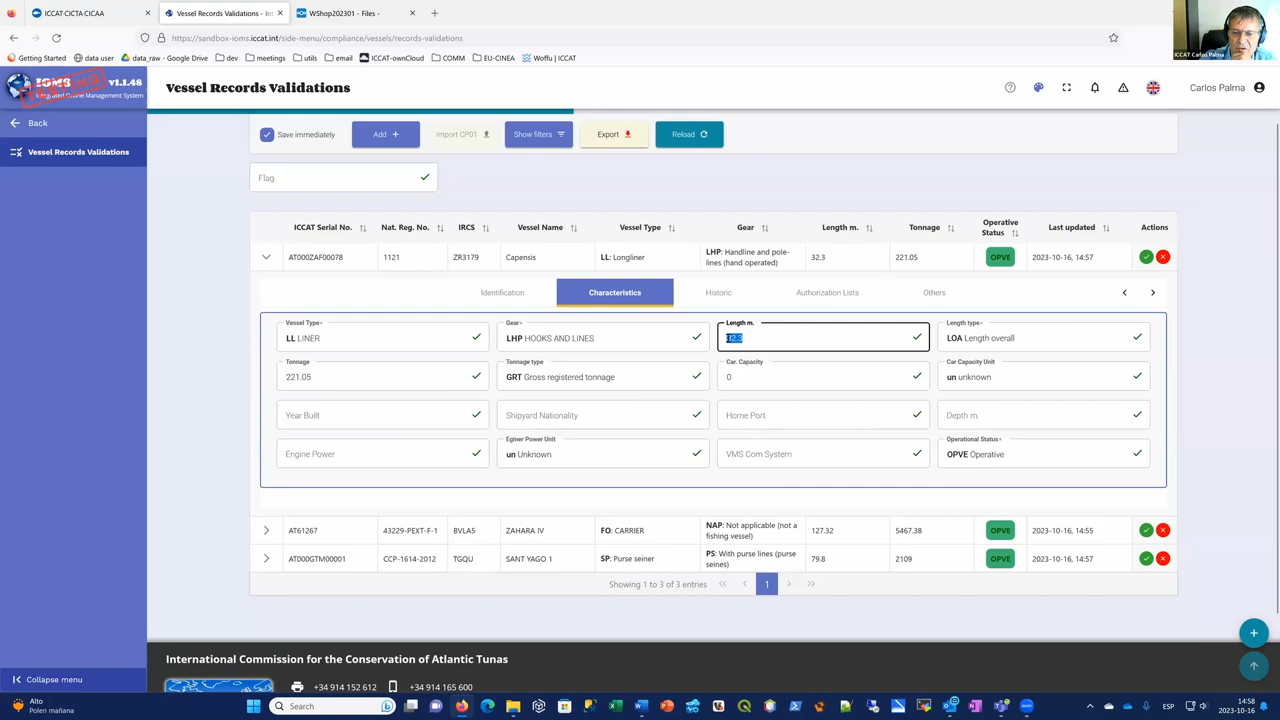 ICCAT·CICTA·CICAA
Vessel Records Validations - Int
WShop202301 - Files -
https://sandbox-ioms.iccat.int/side-menu/compliance/vessels/records-validations
Getting Started
data user
data_raw - Google Drive
dev
meetings
utils
email
ICCAT-ownCloud
COMM
EU-CINEA
Woffu | ICCAT
ICCAT Carlos Palma
IOMS
v1.1.48
Integrated Online Management System
TESTING
Vessel Records Validations
Carlos Palma
Back
Vessel Records Validations
Save immediately
Add +
Import CP01
Show filters
Export
Reload
Flag
ICCAT Serial No.
Nat. Reg. No.
IRCS
Vessel Name
Vessel Type
Gear
Length m.
Tonnage
Operative Status
Last updated
Actions
AT000ZAF00078
1121
ZR3179
Capensis
LL: Longliner
LHP: Handline and pole-lines (hand operated)
32.3
221.05
OPVE
2023-10-16, 14:57
Identification
Characteristics
Historic
Authorization Lists
Others
Vessel Type*
LL LINER
Gear*
LHP HOOKS AND LINES
Length m.
32.3
Length type*
LOA Length overall
Tonnage
221.05
Tonnage type*
GRT Gross registered tonnage
Car. Capacity
0
Car Capacity Unit
un unknown
Year Built
Shipyard Nationality
Home Port
Depth m.
Engine Power
Eginer Power Unit
un Unknown
VMS Com System
Operational Status*
OPVE Operative
AT61267
43229-PEXT-F-1
BVLA5
ZAHARA IV
FO: CARRIER
NAP: Not applicable (not a fishing vessel)
127.32
5467.38
OPVE
2023-10-16, 14:55
AT000GTM00001
CCP-1614-2012
TGQU
SANT YAGO 1
SP: Purse seiner
PS: With purse lines (purse seines)
79.8
2109
OPVE
2023-10-16, 14:57
Showing 1 to 3 of 3 entries
1
International Commission for the Conservation of Atlantic Tunas
+34 914 152 612
+34 914 165 600
Collapse menu
Alto
Polen mañana
Search
ESP
14:58
2023-10-16